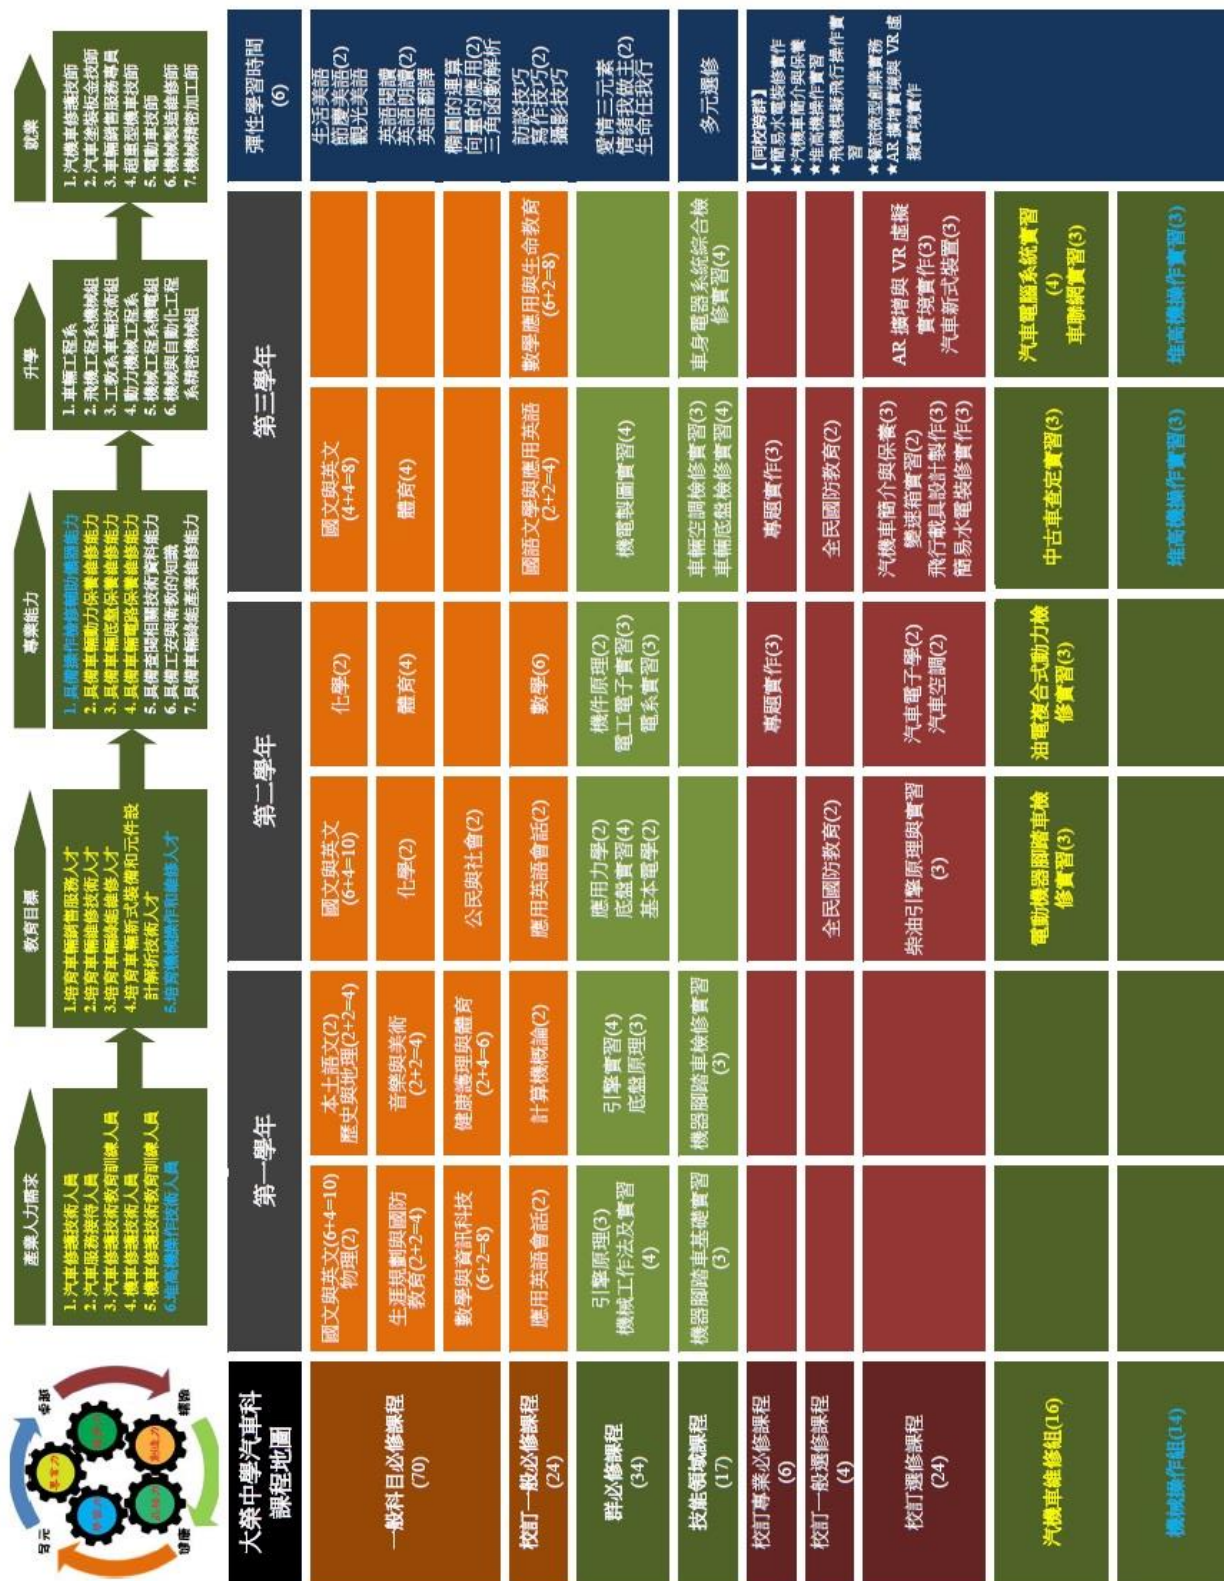 專業力
創造力
多元
卓越
健康
產業人力需求
教育目標
專業能力
升學
就業
1. 汽車修護技術人員
2. 汽車服務接待人員
3. 汽車修護技術教育訓練人員
4. 機車修護技術人員
5. 機車修護技術教育訓練人員
6.堆高機操作技術人員
1.培育車輛銷售服務人才
2.培育車輛維修技術人才
3.培育車輛綠能維修人才
4.培育車輛新式裝備和元件設
計解析技術人才
5.培育機械操作和維修人才
1. 具備操作檢修輔助機器能力
2. 具備車輛動力保養維修能力
3. 具備車輛底盤保養維修能力
4. 具備車輛電路保養維修能力
5. 具備查閱相關技術資料能力
6. 具備工安與衛教的知識
7. 具備車輛綠能產業維修能力
1. 車輛工程系
2. 飛機工程系機械組
3. 工教系車輛技術組
4. 動力機械工程系
5. 機械工程系機電組
6. 機械與自動化工程
系精密機械組
1. 汽機車修護技師
2. 汽車塗裝板金技師
3. 車輛銷售服務專員
4. 超重型機車技師
5. 電動車技師
6. 機械製造維修師
7. 機械精密加工師
大榮中學汽車科
課程地圖
第一學年
第二學年
第三學年
彈性學習時間
(6)
一般科目必修課程
(70)
國文與英文(6+4=10)
物理(2)
本土語文(2)
歷史與地理(2+2=4)
國文與英文
(6+4=10)
化學(2)
國文與英文
(4+4=8)
生活美語
節慶美語(2)
觀光美語
生涯規劃與國防
教育(2+2=4)
音樂與美術
(2+2=4)
化學(2)
體育(4)
體育(4)
英語閱讀
英語朗讀(2)
英語翻譯
數學與資訊科技
(6+2=8)
健康護理與體育
(2+4=6)
公民與社會(2)
橢圓的運算
向量的應用(2)
三角函數解析
校訂一般必修課程
(24)
應用英語會話(2)
計算機概論(2)
應用英語會話(2)
數學(6)
國語文學與應用英語
(2+2=4)
數學應用與生命教育
(6+2=8)
訪談技巧
寫作技巧(2)
攝影技巧
群必修課程
(34)
引擎原理(3)
機械工作法及實習
(4)
引擎實習(4)
底盤原理(3)
應用力學(2)
底盤實習(4)
基本電學(2)
機件原理(2)
電工電子實習(3)
電系實習(3)
機電製圖實習(4)
愛情三元素
情緒我做主(2)
生命任我行
技能領域課程
(17)
機器腳踏車基礎實習
(3)
機器腳踏車檢修實習
(3)
車輛空調檢修實習(3)
車輛底盤檢修實習(4)
車身電器系統綜合檢
修實習(4)
多元選修
校訂專業必修課程
(6)
專題實作(3)
專題實作(3)
【同校跨群】
★簡易水電裝修實作
★汽機車簡介與保養
★堆高機操作實習
★飛機模擬飛行操作實
習
★餐旅微型創業實務
★AR 擴增實境與 VR 虛
擬實境實作
校訂一般選修課程
(4)
全民國防教育(2)
全民國防教育(2)
校訂選修課程
(24)
柴油引擎原理與實習
(3)
汽車電子學(2)
汽車空調(2)
汽機車簡介與保養(3)
變速箱實習(2)
飛行載具設計製作(3)
簡易水電裝修實作(3)
AR 擴增與 VR 虛擬
實境實作(3)
汽車新式裝置(3)
汽機車維修組(16)
電動機器腳踏車檢
修實習(3)
油電複合式動力檢
修實習(3)
中古車查定實習(3)
汽車電腦系統實習
(4)
車聯網實習(3)
機械操作組(14)
堆高機操作實習(3)
堆高機操作實習(3)